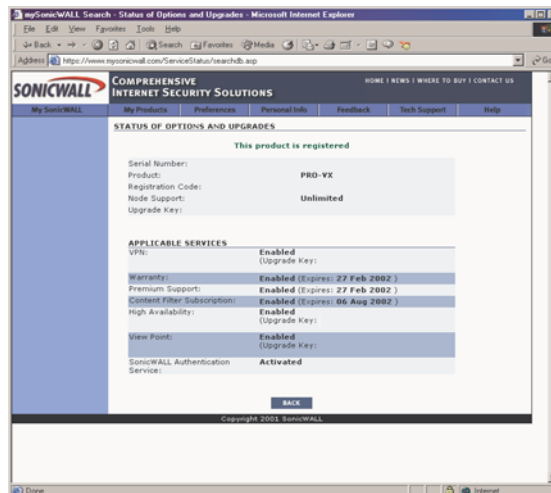 mySonicWALL Search - Status of Options and Upgrades - Microsoft Internet Explorer
File Edit View Favorites Tools Help
Back Search Favorites Media
Address https://www.mysonicwall.com/ServiceStatus/searchdb.asp
SONICWALL
COMPREHENSIVE
INTERNET SECURITY SOLUTIONS
HOME | NEWS | WHERE TO BUY | CONTACT US
My SonicWALL My Products Preferences Personal Info Feedback Tech Support Help
STATUS OF OPTIONS AND UPGRADES
This product is registered
Serial Number:
Product: PRO-VX
Registration Code:
Node Support: Unlimited
Upgrade Key:
APPLICABLE SERVICES
VPN: Enabled
(Upgrade Key:
Warranty: Enabled (Expires: 27 Feb 2002 )
Premium Support: Enabled (Expires: 27 Feb 2002 )
Content Filter Subscription: Enabled (Expires: 06 Aug 2002 )
High Availability: Enabled
(Upgrade Key:
View Point: Enabled
(Upgrade Key:
SonicWALL Authentication Service: Activated
BACK
Copyright 2001 SonicWALL
Done Internet